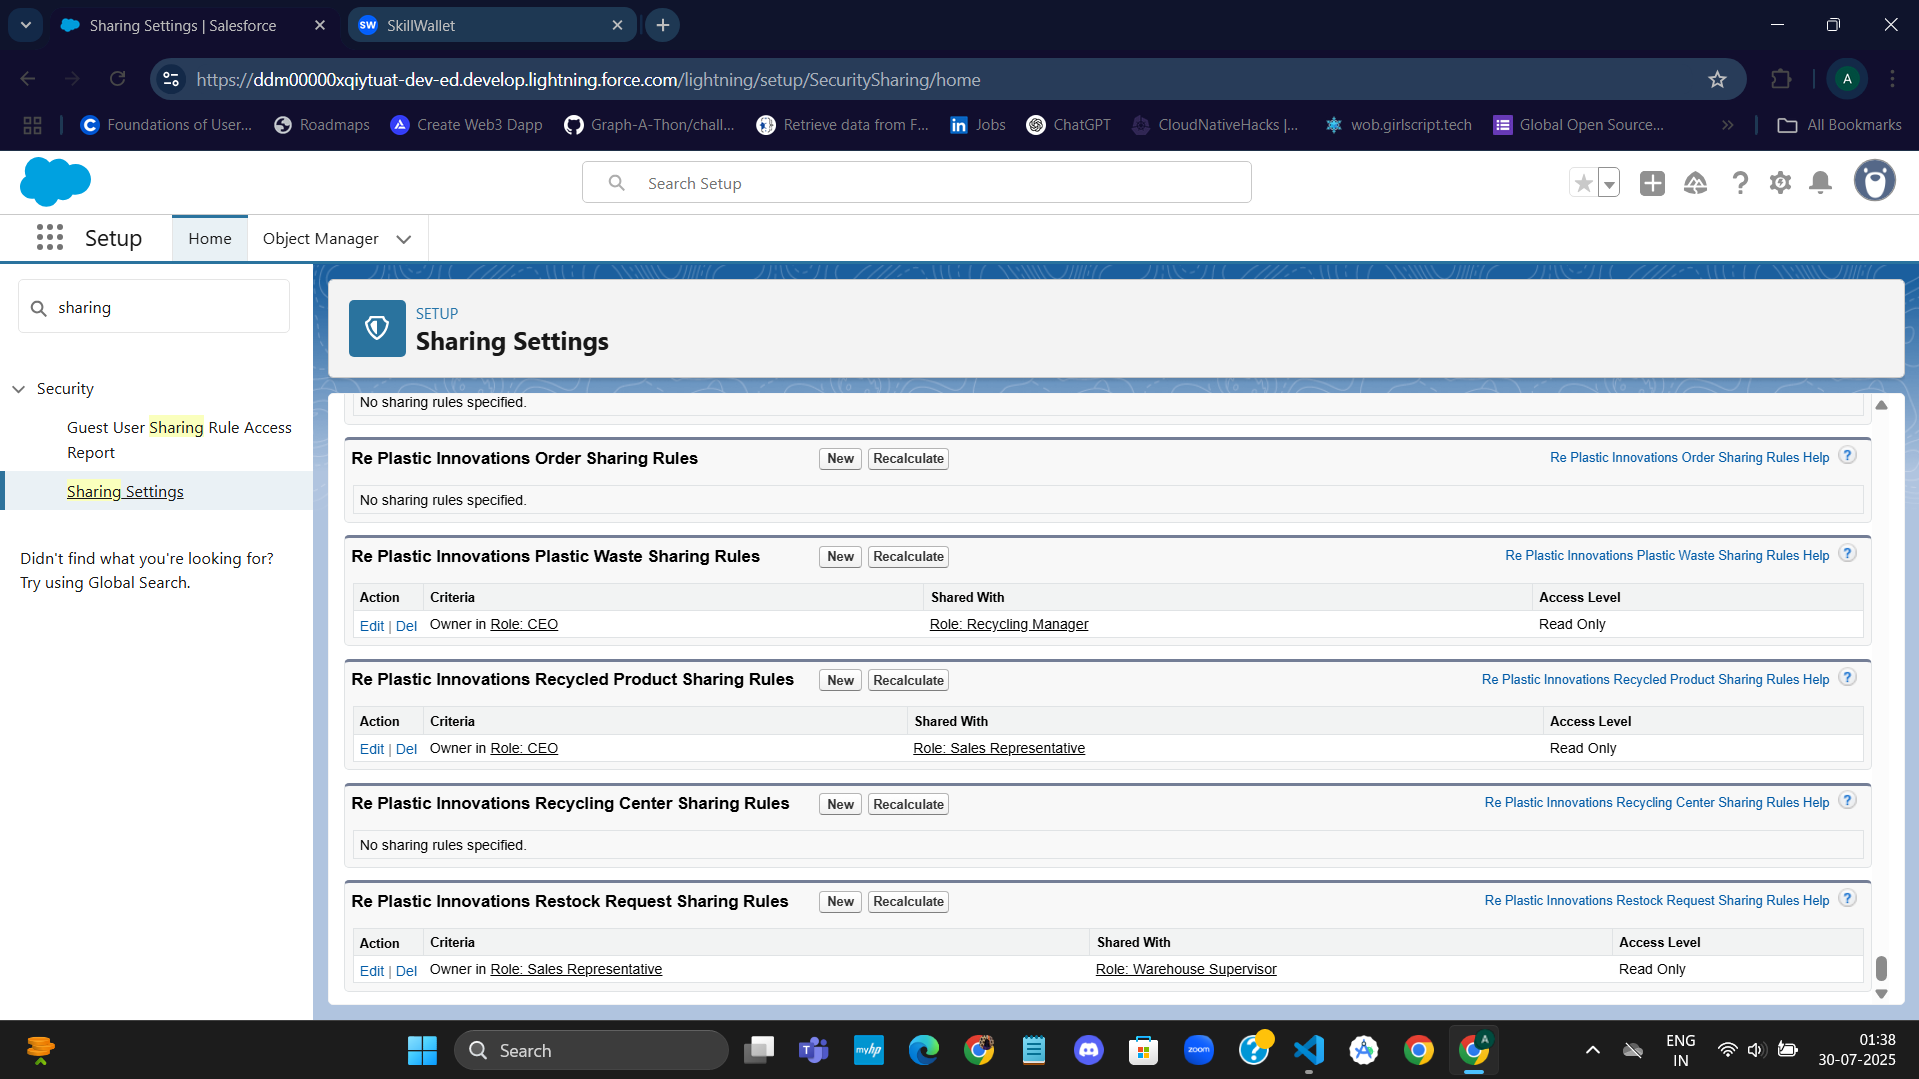 Sharing Settings | Salesforce
SW SkillWallet
https://ddm00000xqiytuat-dev-ed.develop.lightning.force.com/lightning/setup/SecuritySharing/home
A
Foundations of User... Roadmaps Create Web3 Dapp Graph-A-Thon/chall... Retrieve data from F... Jobs ChatGPT CloudNativeHacks |... wob.girlscript.tech Global Open Source... » All Bookmarks
Search Setup
Setup Home Object Manager
sharing
Security
Guest User Sharing Rule Access
Report
Sharing Settings
Didn't find what you're looking for?
Try using Global Search.
SETUP
Sharing Settings
No sharing rules specified.
Re Plastic Innovations Order Sharing Rules New Recalculate Re Plastic Innovations Order Sharing Rules Help ?
No sharing rules specified.
Re Plastic Innovations Plastic Waste Sharing Rules New Recalculate Re Plastic Innovations Plastic Waste Sharing Rules Help ?
Action Criteria Shared With Access Level
Edit | Del Owner in Role: CEO Role: Recycling Manager Read Only
Re Plastic Innovations Recycled Product Sharing Rules New Recalculate Re Plastic Innovations Recycled Product Sharing Rules Help ?
Action Criteria Shared With Access Level
Edit | Del Owner in Role: CEO Role: Sales Representative Read Only
Re Plastic Innovations Recycling Center Sharing Rules New Recalculate Re Plastic Innovations Recycling Center Sharing Rules Help ?
No sharing rules specified.
Re Plastic Innovations Restock Request Sharing Rules New Recalculate Re Plastic Innovations Restock Request Sharing Rules Help ?
Action Criteria Shared With Access Level
Edit | Del Owner in Role: Sales Representative Role: Warehouse Supervisor Read Only
Search
myhp
zoom
A
ENG
IN
01:38
30-07-2025